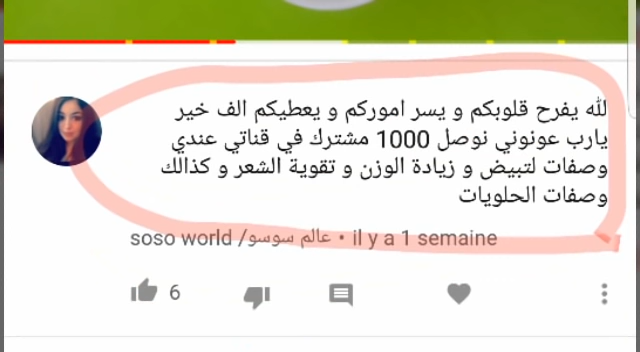 لله يفرح قلوبكم و يسر اموركم و يعطيكم الف خير
يارب عونوني نوصل 1000 مشترك في قناتي عندي
وصفات لتبيض و زيادة الوزن و تقوية الشعر و كذالك
وصفات الحلويات
soso world /عالم سوسو • il y a 1 semaine
6